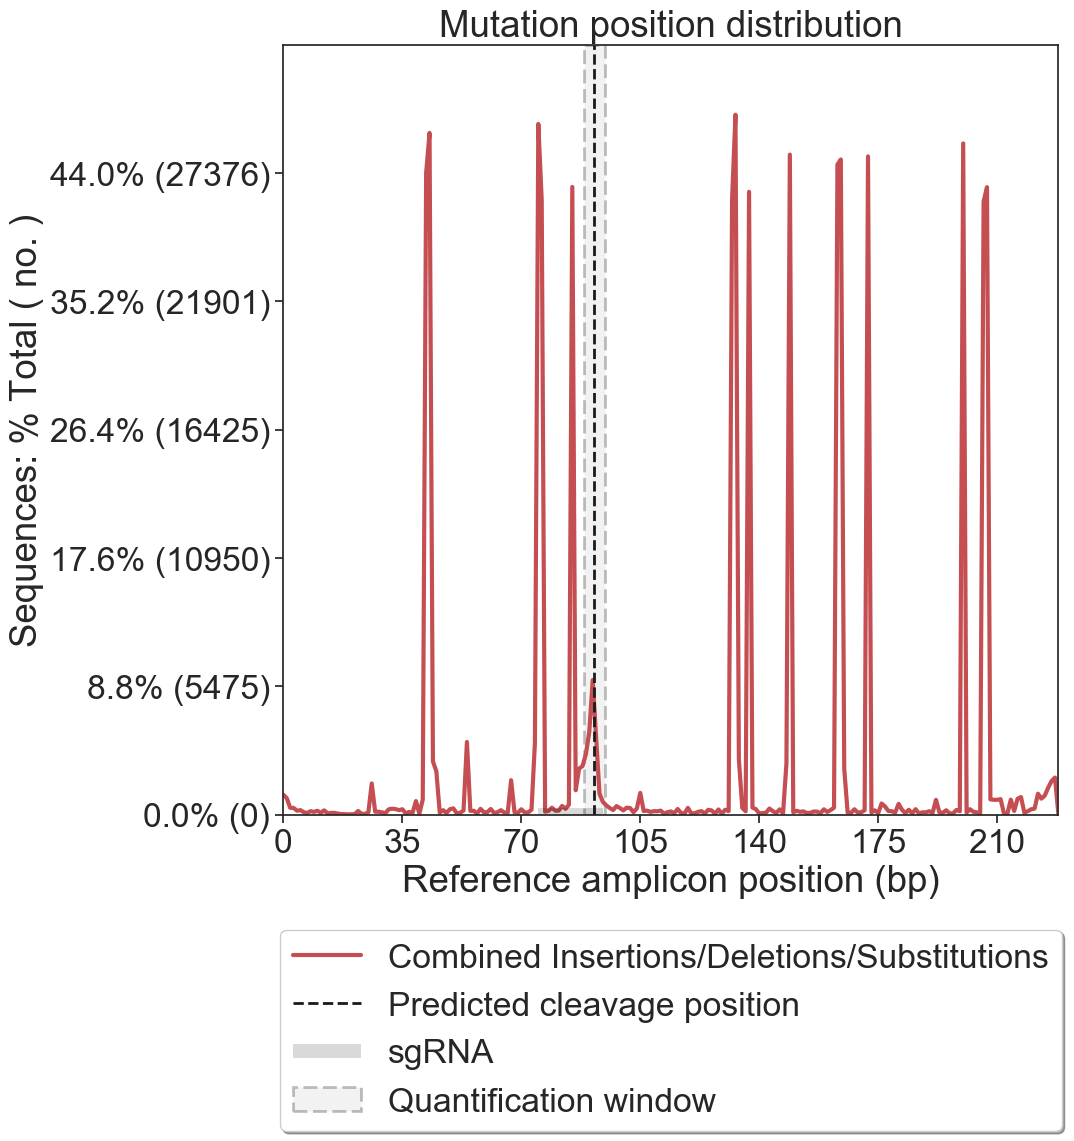 Mutation position distribution
Sequences: % Total ( no. )
44.0% (27376)
35.2% (21901)
26.4% (16425)
17.6% (10950)
8.8% (5475)
0.0% (0)
0 35 70 105 140 175 210
Reference amplicon position (bp)
Combined Insertions/Deletions/Substitutions
Predicted cleavage position
sgRNA
Quantification window